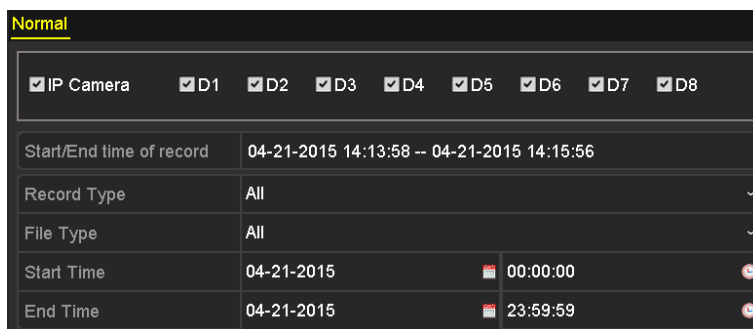 Normal
IP Camera D1 D2 D3 D4 D5 D6 D7 D8
Start/End time of record 04-21-2015 14:13:58 -- 04-21-2015 14:15:56
Record Type All
File Type All
Start Time 04-21-2015 00:00:00
End Time 04-21-2015 23:59:59